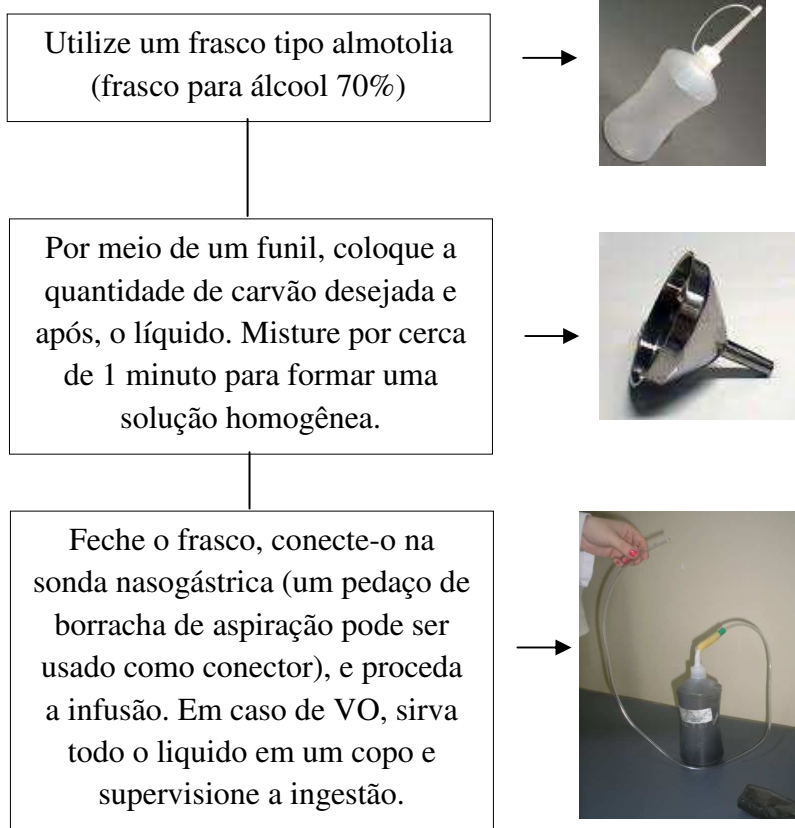 Utilize um frasco tipo almotolia
(frasco para álcool 70%)
Por meio de um funil, coloque a
quantidade de carvão desejada e
após, o líquido. Misture por cerca
de 1 minuto para formar uma
solução homogênea.
Feche o frasco, conecte-o na
sonda nasogástrica (um pedaço de
borracha de aspiração pode ser
usado como conector), e proceda
a infusão. Em caso de VO, sirva
todo o liquido em um copo e
supervisione a ingestão.